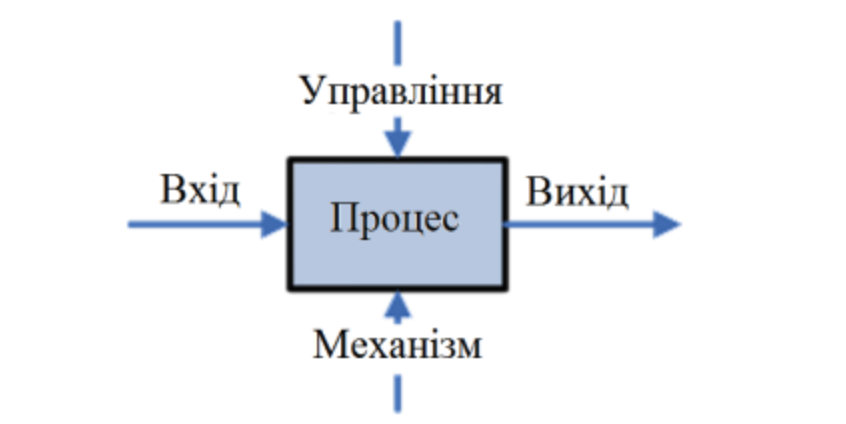 Управління
Вхід
Процес
Вихід
Механізм